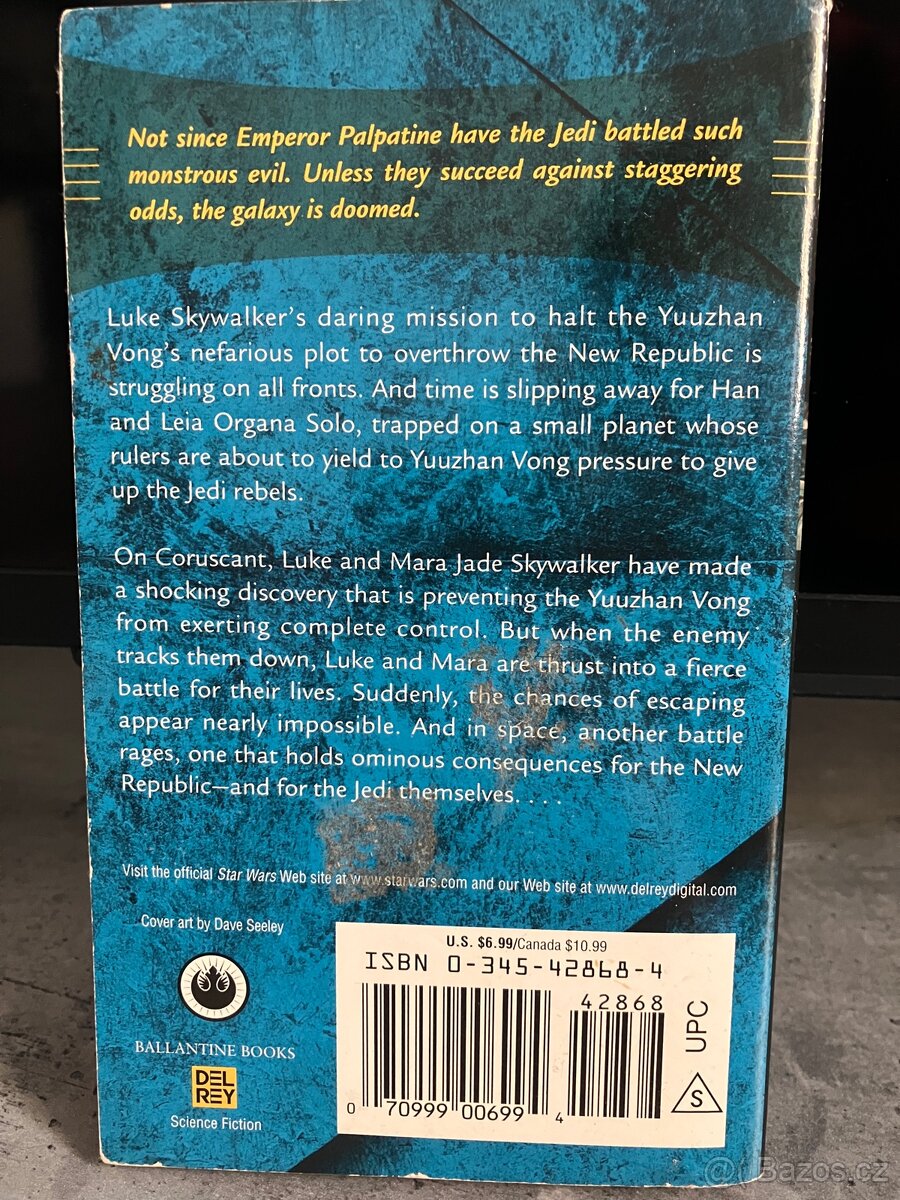 Not since Emperor Palpatine have the Jedi battled such
monstrous evil. Unless they succeed against staggering
odds, the galaxy is doomed.
Luke Skywalker's daring mission to halt the Yuuzhan
Vong's nefarious plot to overthrow the New Republic is
struggling on all fronts. And time is slipping away for Han
and Leia Organa Solo, trapped on a small planet whose
rulers are about to yield to Yuuzhan Vong pressure to give
up the Jedi rebels.
On Coruscant, Luke and Mara Jade Skywalker have made
a shocking discovery that is preventing the Yuuzhan Vong
from exerting complete control. But when the enemy
tracks them down, Luke and Mara are thrust into a fierce
battle for their lives. Suddenly, the chances of escaping
appear nearly impossible. And in space, another battle
rages, one that holds ominous consequences for the New
Republic—and for the Jedi themselves. . . .
Visit the official Star Wars Web site at www.starwars.com and our Web site at www.delreydigital.com
Cover art by Dave Seeley
BALLANTINE BOOKS
DEL
REY
Science Fiction
U.S. $6.99/Canada $10.99
ISBN 0-345-42868-4
42868
0 70999 00699 4
UPC
S
Bazos.cz